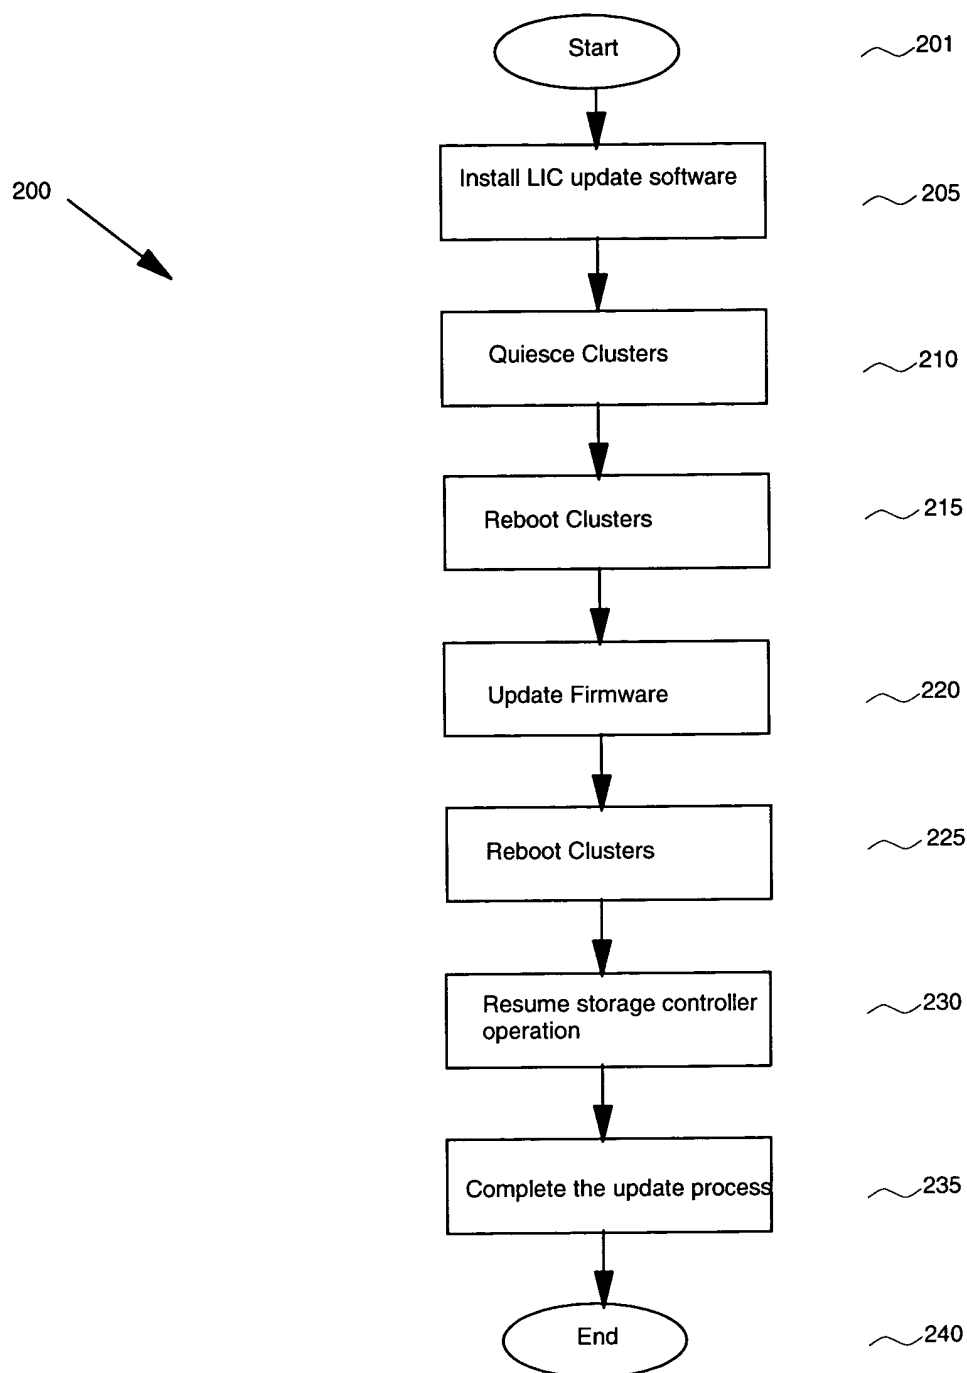 Start
201
200
Install LIC update software
205
Quiesce Clusters
210
Reboot Clusters
215
Update Firmware
220
Reboot Clusters
225
Resume storage controller
operation
230
Complete the update process
235
End
240